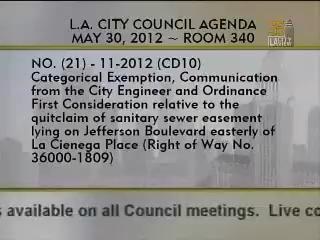 L.A. CITY COUNCIL AGENDA
MAY 30, 2012 ~ ROOM 340
NO. (21) - 11-2012 (CD10)
Categorical Exemption, Communication
from the City Engineer and Ordinance
First Consideration relative to the
quitclaim of sanitary sewer easement
lying on Jefferson Boulevard easterly of
La Cienega Place (Right of Way No.
36000-1809)
s available on all Council meetings. Live co